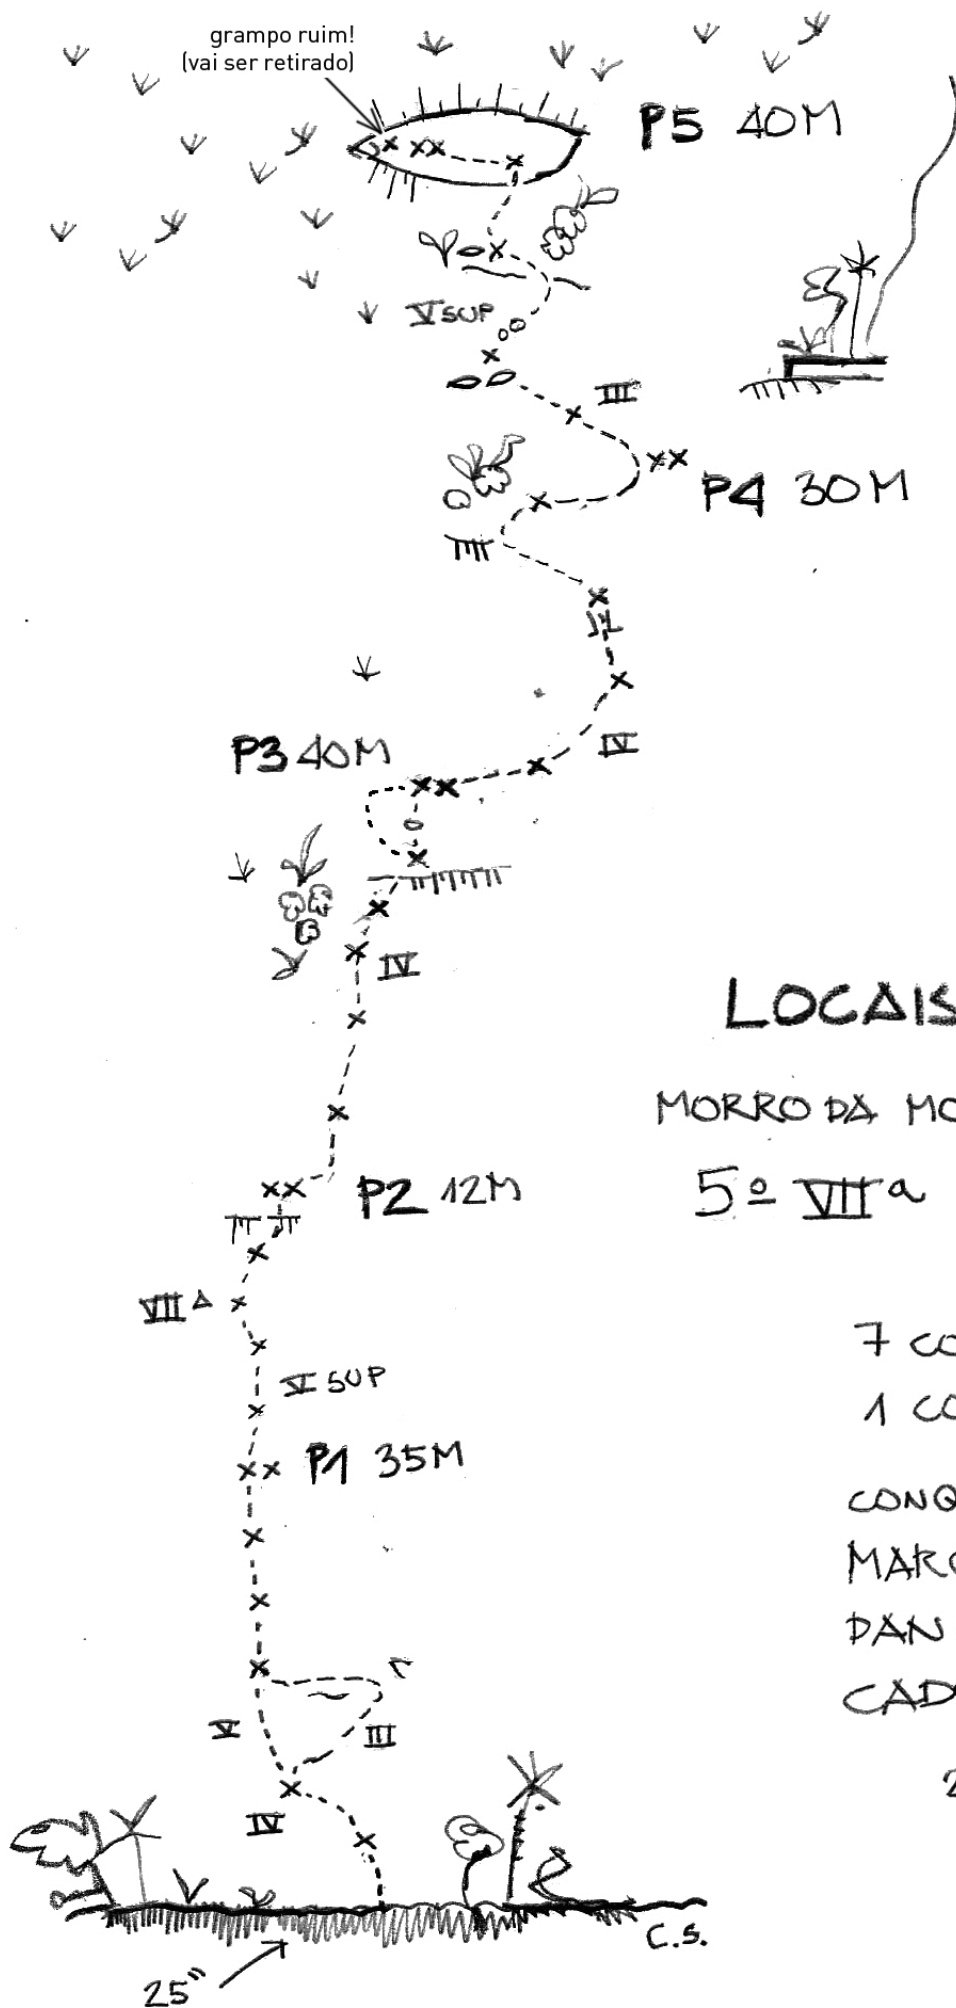 grampo ruim!
(vai ser retirado)
P5 40M
V SUP
III
P4 30M
IV
P3 40M
IV
LOCAIS
MORRO DA MO
P2 12M
5º VIIª
VII A
7 CO
VI SUP
1 CO
P1 35M
CONQ
MARC
DAN
CAD
V
III
2
IV
C.S.
25"